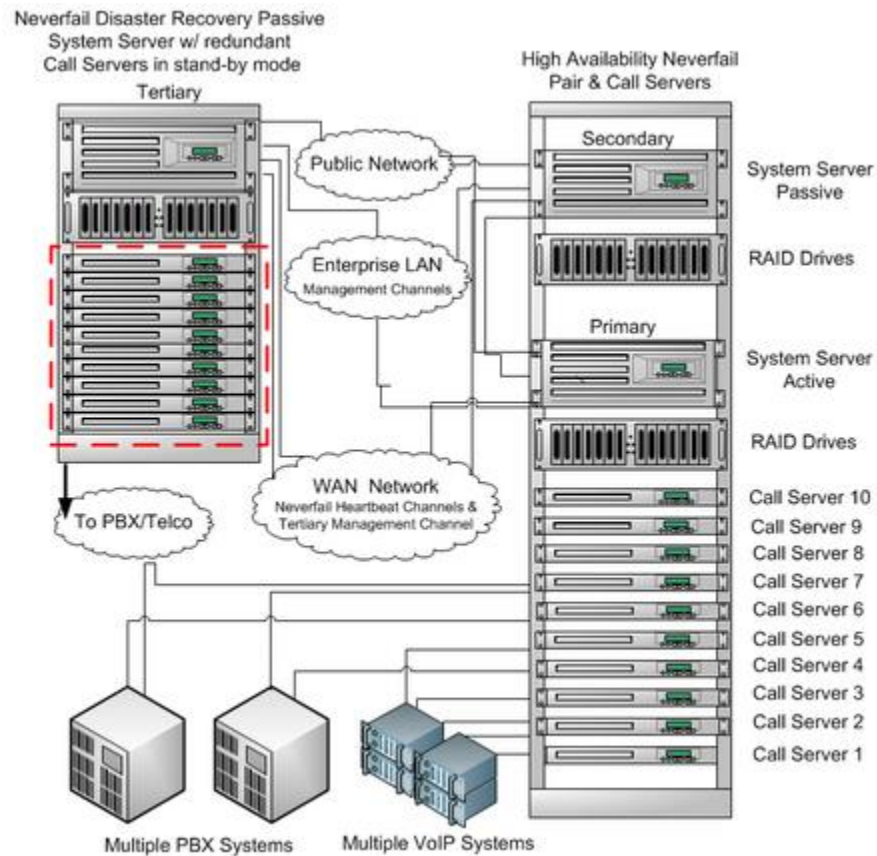 Neverfail Disaster Recovery Passive
System Server w/ redundant
Call Servers in stand-by mode
Tertiary
High Availability Neverfail
Pair & Call Servers
Secondary
System Server
Passive
Public Network
RAID Drives
Enterprise LAN
Management Channels
Primary
System Server
Active
RAID Drives
WAN Network
Neverfail Heartbeat Channels &
Tertiary Management Channel
To PBX/Telco
Call Server 10
Call Server 9
Call Server 8
Call Server 7
Call Server 6
Call Server 5
Call Server 4
Call Server 3
Call Server 2
Call Server 1
Multiple PBX Systems
Multiple VoIP Systems